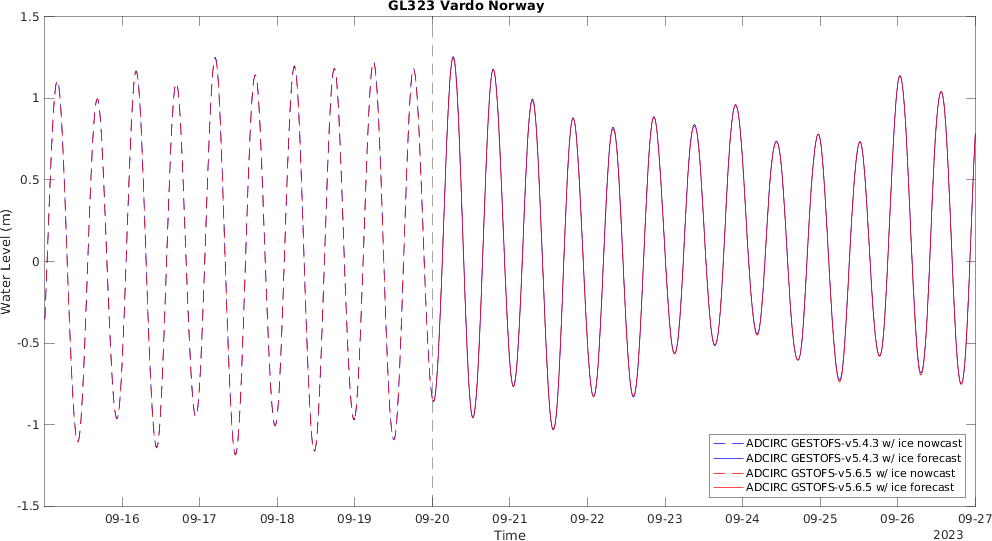 GL323 Vardo Norway
1.5
1
0.5
0
-0.5
-1
-1.5
Water Level (m)
09-16 09-17 09-18 09-19 09-20 09-21 09-22 09-23 09-24 09-25 09-26 09-27
Time
2023
ADCIRC GESTOFS-v5.4.3 w/ ice nowcast
ADCIRC GESTOFS-v5.4.3 w/ ice forecast
ADCIRC GSTOFS-v5.6.5 w/ ice nowcast
ADCIRC GSTOFS-v5.6.5 w/ ice forecast